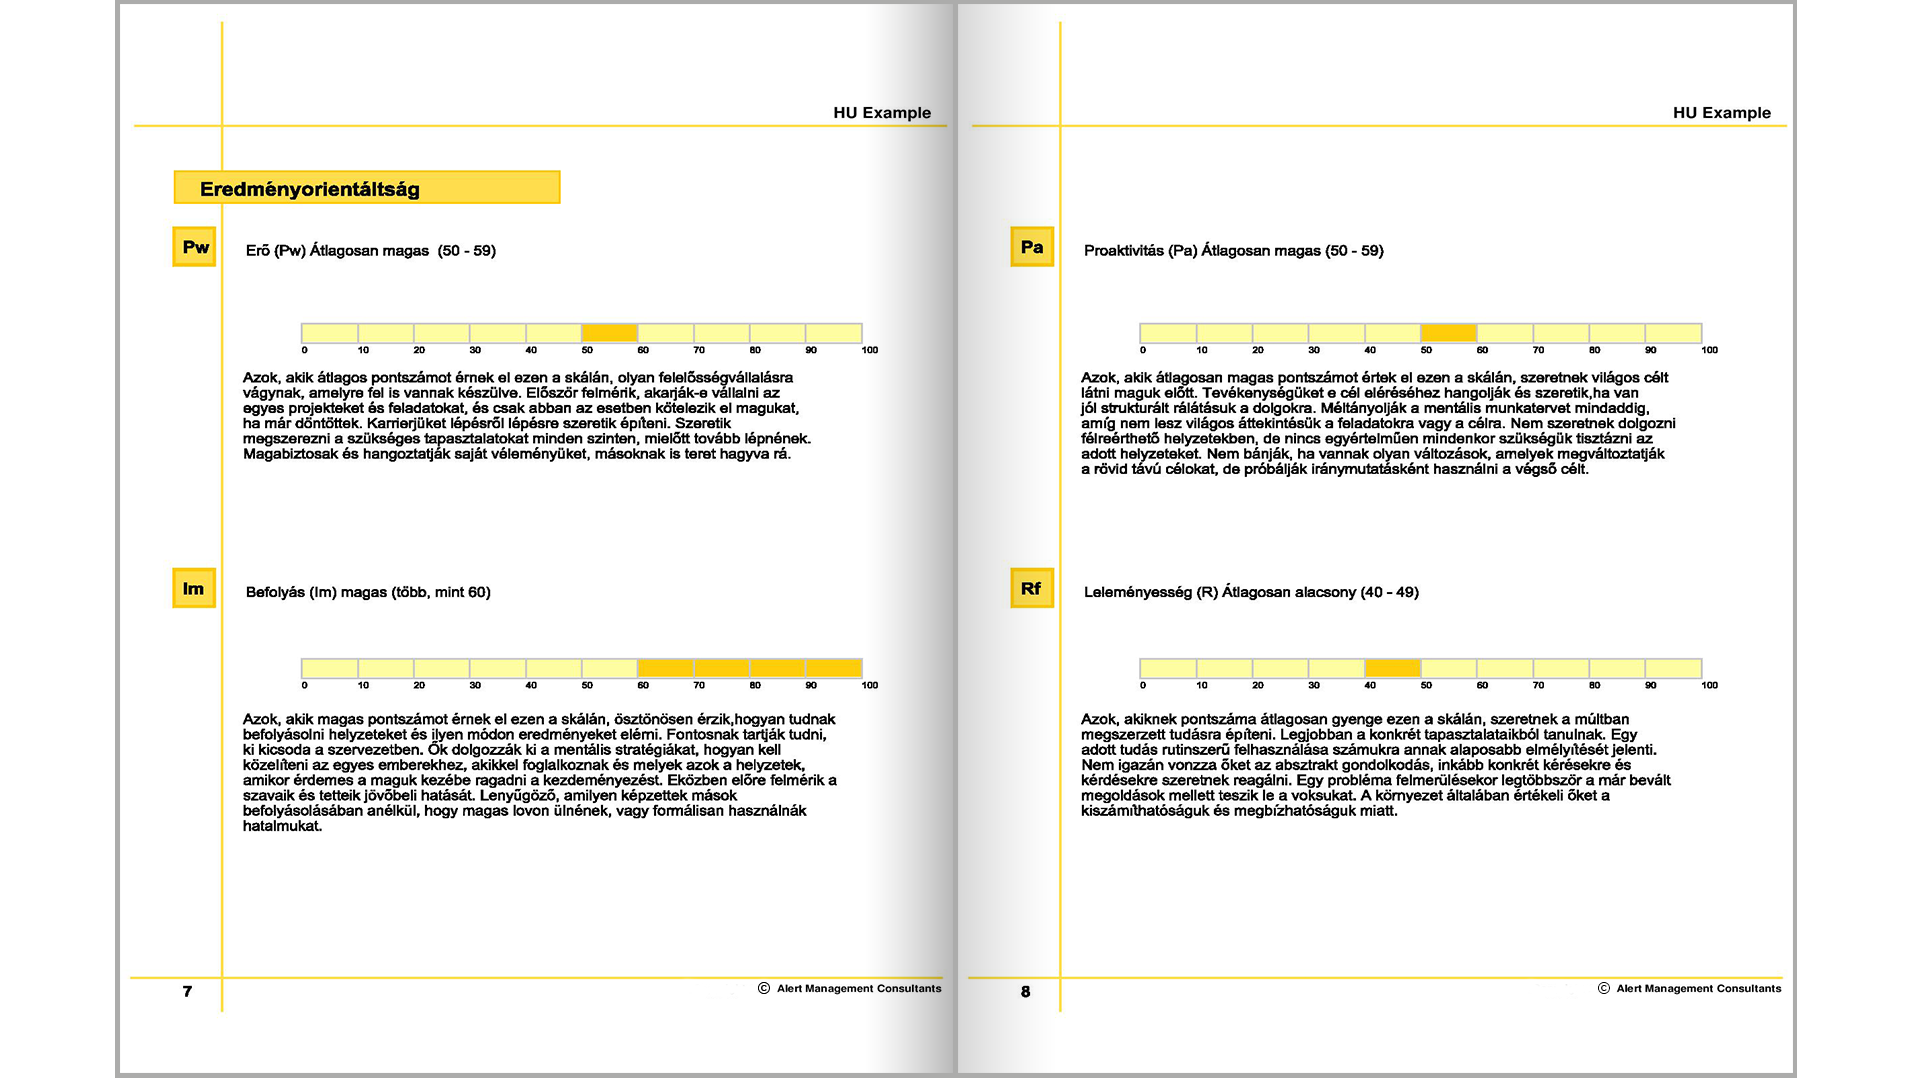 HU Example
Eredményorientáltság
Pw
Erő (Pw) Átlagosan magas (50 - 59)
0 10 20 30 40 50 60 70 80 90 100
Azok, akik átlagos pontszámot érnek el ezen a skálán, olyan felelősségvállalásra
vágynak, amelyre fel is vannak készülve. Először felmérik, akarják-e vállalni az
egyes projekteket és feladatokat, és csak abban az esetben kötelezik el magukat,
ha már döntöttek. Karrierjüket lépésről lépésre szeretik építeni. Szeretik
megszerezni a szükséges tapasztalatokat minden szinten, mielőtt tovább lépnének.
Magabiztosak és hangoztatják saját véleményüket, másoknak is teret hagyva rá.
Im
Befolyás (Im) magas (több, mint 60)
0 10 20 30 40 50 60 70 80 90 100
Azok, akik magas pontszámot érnek el ezen a skálán, ösztönösen érzik,hogyan tudnak
befolyásolni helyzeteket és ilyen módon eredményeket elérni. Fontosnak tartják tudni,
ki kicsoda a szervezetben. Ők dolgozzák ki a mentális stratégiákat, hogyan kell
közelíteni az egyes emberekhez, akikkel foglalkoznak és melyek azok a helyzetek,
amikor érdemes a maguk kezébe ragadni a kezdeményezést. Eközben előre felmérik a
szavaik és tetteik jövőbeli hatását. Lenyűgöző, amilyen képzettek mások
befolyásolásában anélkül, hogy magas lovon ülnének, vagy formálisan használnák
hatalmukat.
7
© Alert Management Consultants
HU Example
Pa
Proaktivitás (Pa) Átlagosan magas (50 - 59)
0 10 20 30 40 50 60 70 80 90 100
Azok, akik átlagosan magas pontszámot értek el ezen a skálán, szeretnek világos célt
látni maguk előtt. Tevékenységüket e cél eléréséhez hangolják és szeretik,ha van
jól strukturált rálátásuk a dolgokra. Méltányolják a mentális munkatervet mindaddig,
amíg nem lesz világos áttekintésük a feladatokra vagy a célra. Nem szeretnek dolgozni
félreérthető helyzetekben, de nincs egyértelműen mindenkor szükségük tisztázni az
adott helyzeteket. Nem bánják, ha vannak olyan változások, amelyek megváltoztatják
a rövid távú célokat, de próbálják iránymutatásként használni a végső célt.
Rf
Leleményesség (R) Átlagosan alacsony (40 - 49)
0 10 20 30 40 50 60 70 80 90 100
Azok, akiknek pontszáma átlagosan gyenge ezen a skálán, szeretnek a múltban
megszerzett tudásra építeni. Legjobban a konkrét tapasztalataikból tanulnak. Egy
adott tudás rutinszerű felhasználása számukra annak alaposabb elmélyítését jelenti.
Nem igazán vonzza őket az absztrakt gondolkodás, inkább konkrét kérésekre és
kérdésekre szeretnek reagálni. Egy probléma felmerülésekor legtöbbször a már bevált
megoldások mellett teszik le a voksukat. A környezet általában értékeli őket a
kiszámíthatóságuk és megbízhatóságuk miatt.
8
© Alert Management Consultants